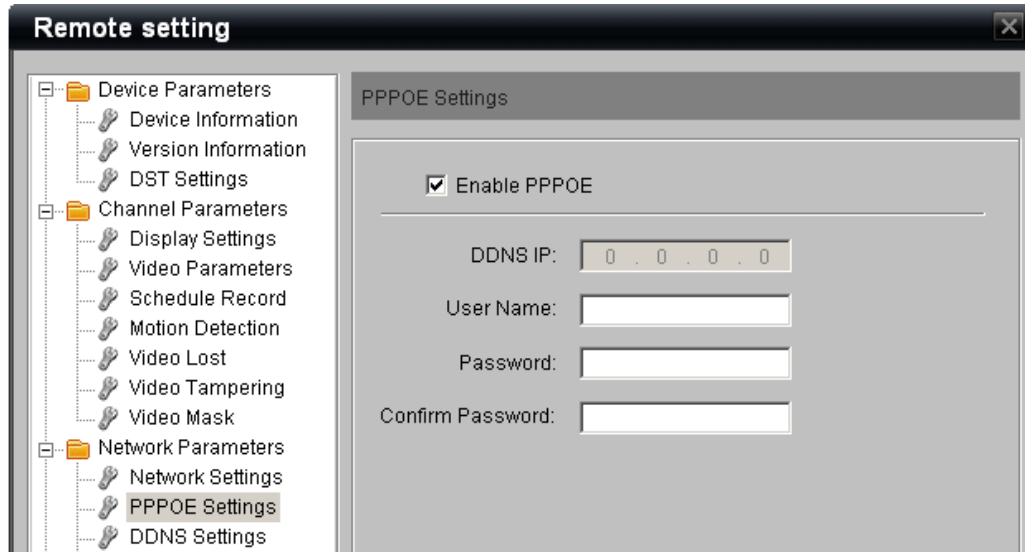 Remote setting
Device Parameters
Device Information
Version Information
DST Settings
Channel Parameters
Display Settings
Video Parameters
Schedule Record
Motion Detection
Video Lost
Video Tampering
Video Mask
Network Parameters
Network Settings
PPPOE Settings
DDNS Settings
PPPOE Settings
Enable PPPOE
DDNS IP: 0 . 0 . 0 . 0
User Name:
Password:
Confirm Password: